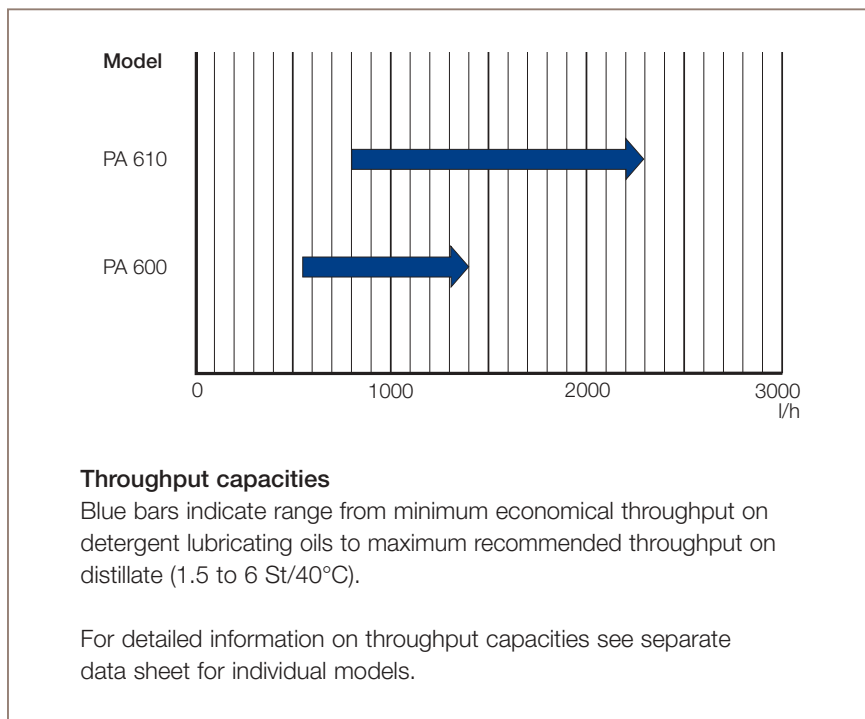 Model
PA 610
PA 600
0 1000 2000 3000
l/h
Throughput capacities
Blue bars indicate range from minimum economical throughput on
detergent lubricating oils to maximum recommended throughput on
distillate (1.5 to 6 St/40°C).
For detailed information on throughput capacities see separate
data sheet for individual models.